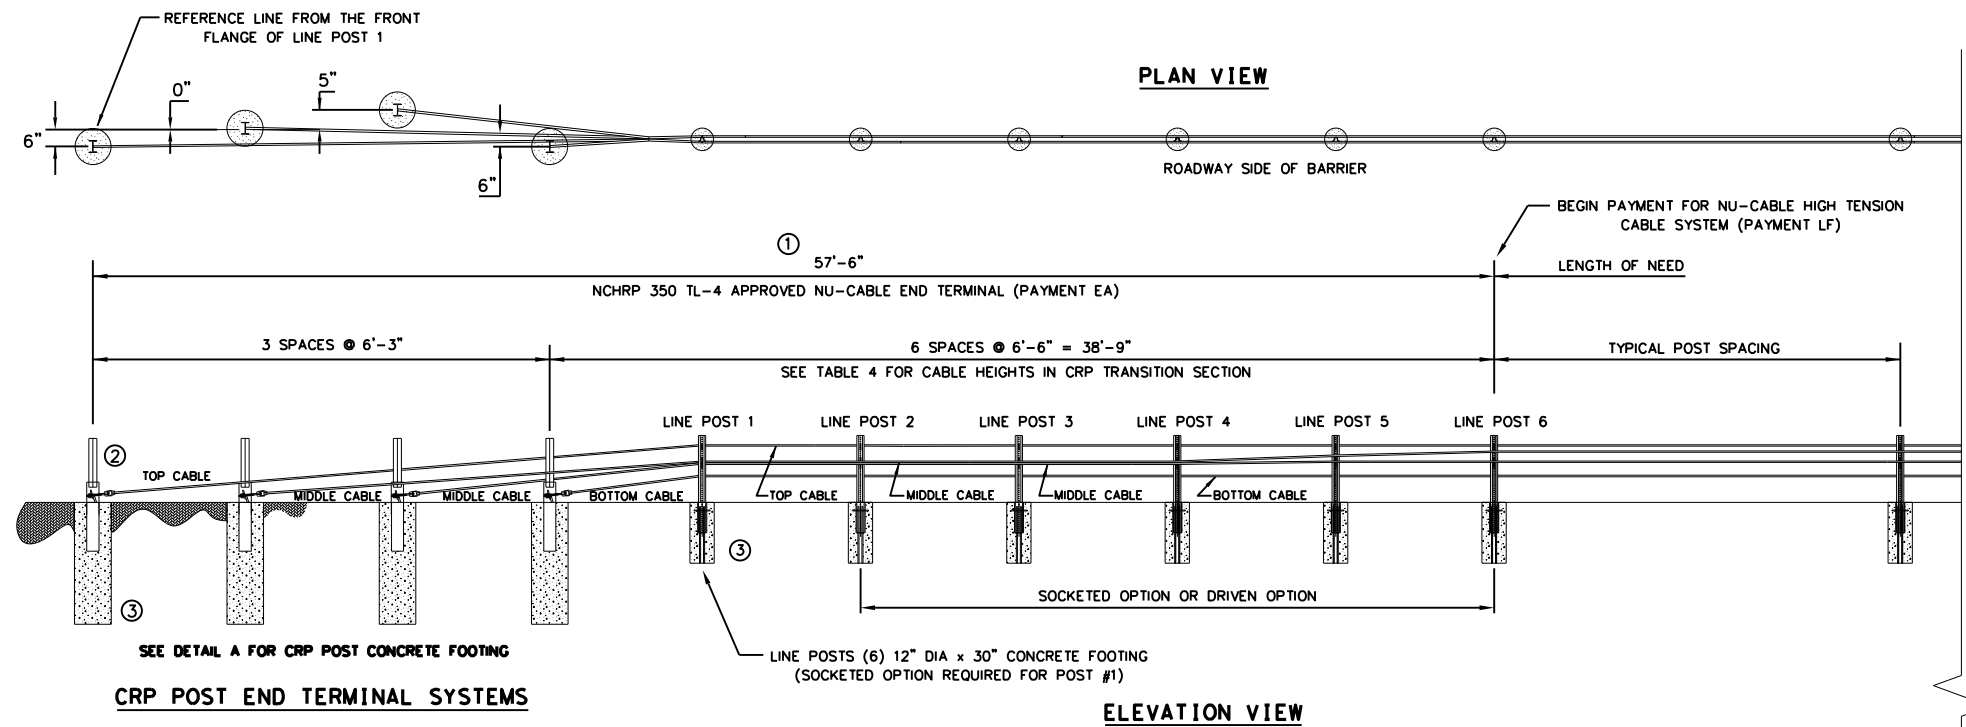 REFERENCE LINE FROM THE FRONT
FLANGE OF LINE POST 1
PLAN VIEW
5"
0"
6"
6"
ROADWAY SIDE OF BARRIER
BEGIN PAYMENT FOR NU-CABLE HIGH TENSION
CABLE SYSTEM (PAYMENT LF)
1
57'-6"
LENGTH OF NEED
NCHRP 350 TL-4 APPROVED NU-CABLE END TERMINAL (PAYMENT EA)
3 SPACES @ 6'-3"
6 SPACES @ 6'-6" = 38'-9"
TYPICAL POST SPACING
SEE TABLE 4 FOR CABLE HEIGHTS IN CRP TRANSITION SECTION
LINE POST 1
LINE POST 2
LINE POST 3
LINE POST 4
LINE POST 5
LINE POST 6
2
TOP CABLE
MIDDLE CABLE
MIDDLE CABLE
BOTTOM CABLE
TOP CABLE
MIDDLE CABLE
MIDDLE CABLE
BOTTOM CABLE
3
3
SOCKETED OPTION OR DRIVEN OPTION
SEE DETAIL A FOR CRP POST CONCRETE FOOTING
LINE POSTS (6) 12" DIA x 30" CONCRETE FOOTING
(SOCKETED OPTION REQUIRED FOR POST #1)
CRP POST END TERMINAL SYSTEMS
ELEVATION VIEW